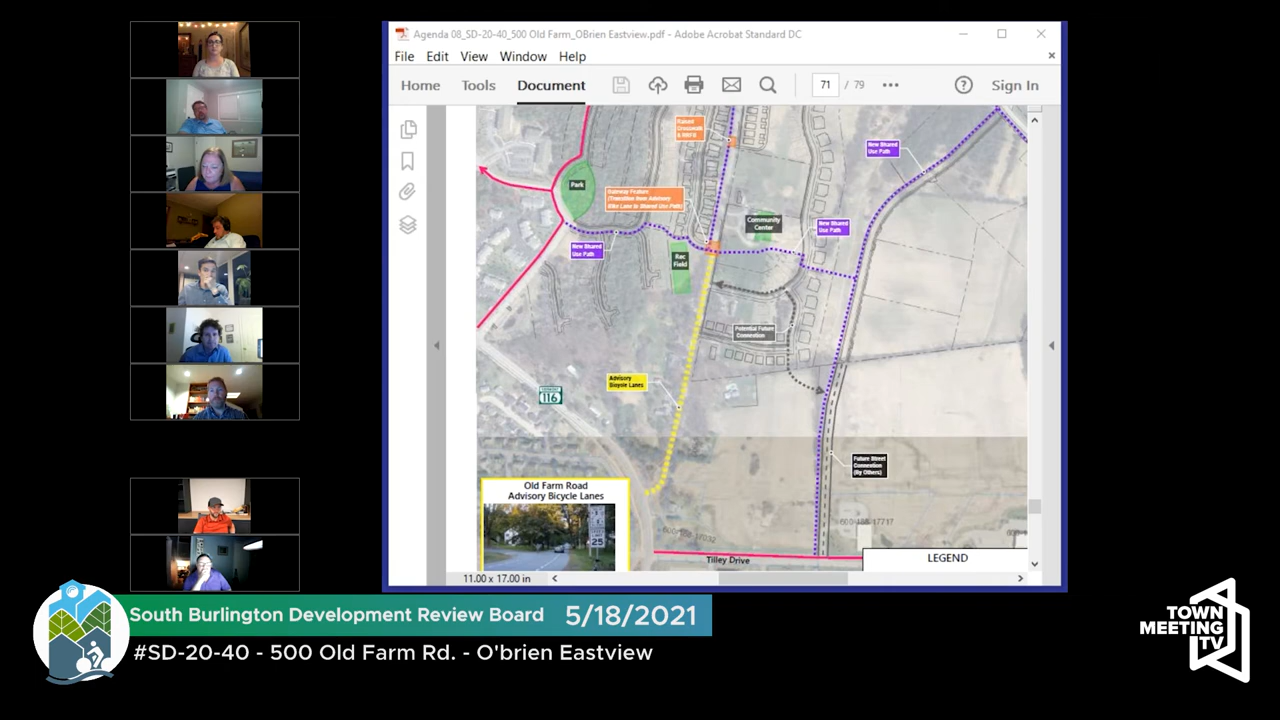 Agenda 08_SD-20-40_500 Old Farm_OBrien Eastview.pdf - Adobe Acrobat Standard DC
File Edit View Window Help
Home Tools Document 71 / 79 Sign In
Raised
Crosswalk
& RRFB
New Shared
Use Path
Park
Gateway Feature
(Transition from Advisory
Bike Lane to Shared Use Path)
Community
Center
New Shared
Use Path
New Shared
Use Path
Rec
Field
Potential Future
Connection
Advisory
Bicycle Lanes
116
Future Street
Connection
(By Others)
Old Farm Road
Advisory Bicycle Lanes
25
600-188-17717
Tilley Drive
LEGEND
11.00 x 17.00 in
South Burlington Development Review Board 5/18/2021
#SD-20-40 - 500 Old Farm Rd. - O'brien Eastview
TOWN
MEETING
TV